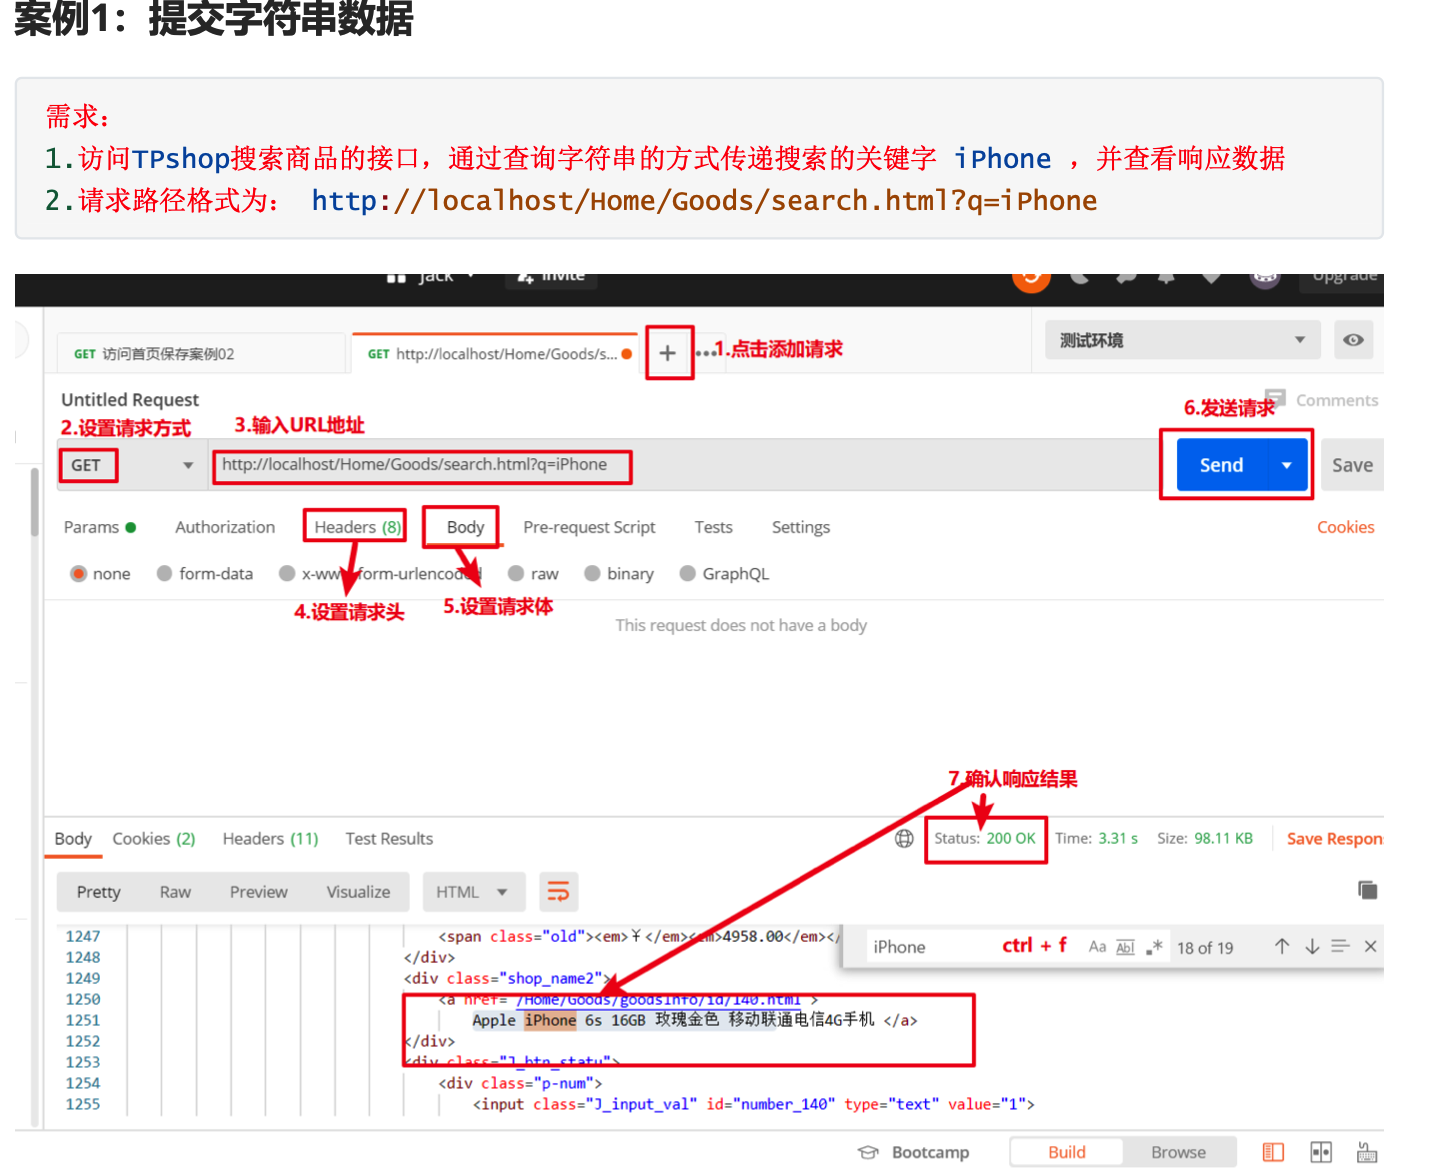 案例1：提交字符串数据
需求：
1.访问TPshop搜索商品的接口，通过查询字符串的方式传递搜索的关键字 iPhone ，并查看响应数据
2.请求路径格式为： http://localhost/Home/Goods/search.html?q=iPhone
jack Invite Upgrade
GET 访问首页保存案例02 GET http://localhost/Home/Goods/s... + ••• 1.点击添加请求 测试环境
Untitled Request Comments
2.设置请求方式 3.输入URL地址 6.发送请求
GET http://localhost/Home/Goods/search.html?q=iPhone Send Save
Params Authorization Headers (8) Body Pre-request Script Tests Settings Cookies
none form-data x-www-form-urlencoded raw binary GraphQL
4.设置请求头 5.设置请求体
This request does not have a body
7.确认响应结果
Body Cookies (2) Headers (11) Test Results Status: 200 OK Time: 3.31 s Size: 98.11 KB Save Respon
Pretty Raw Preview Visualize HTML
1247 <span class="old"><em>￥</em><em>4958.00</em></
iPhone ctrl + f Aa Abl .* 18 of 19
1248 </div>
1249 <div class="shop_name2">
1250 <a href="/Home/Goods/goodsInfo/id/140.html">
1251 Apple iPhone 6s 16GB 玫瑰金色 移动联通电信4G手机 </a>
1252 </div>
1253 <div class="J_btn_statu">
1254 <div class="p-num">
1255 <input class="J_input_val" id="number_140" type="text" value="1">
Bootcamp Build Browse